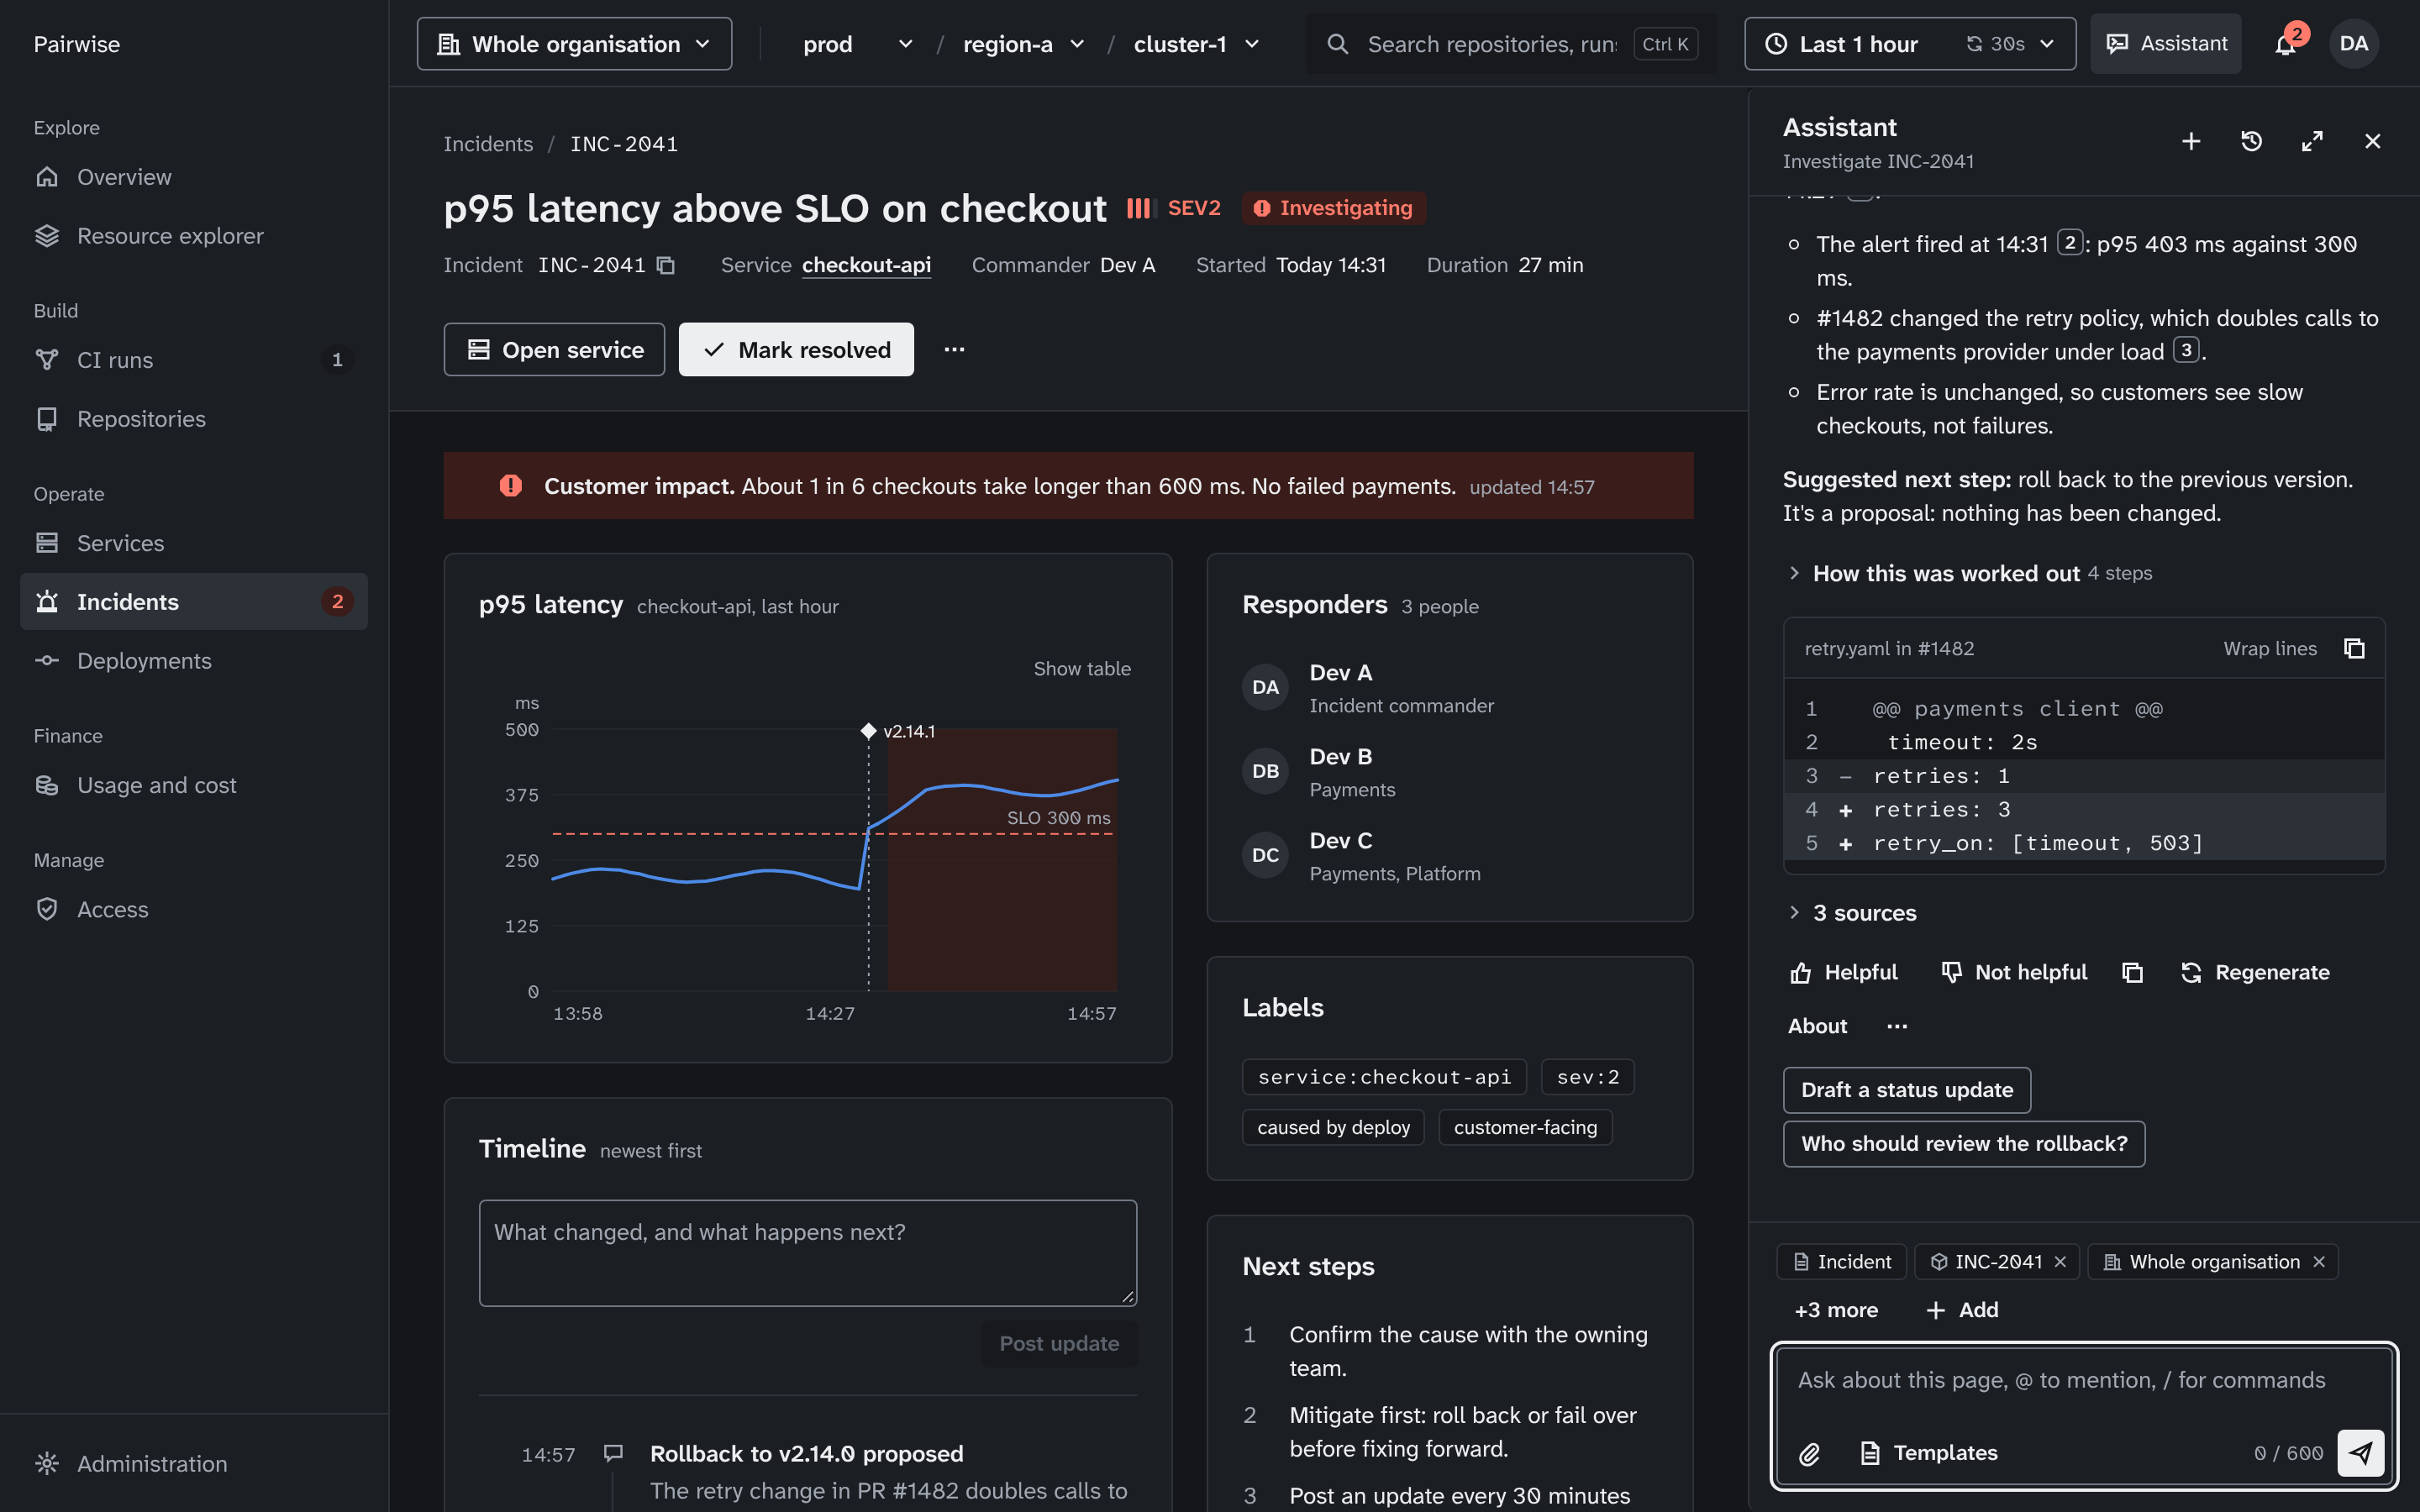 Pairwise
Explore
Overview
Resource explorer
Build
CI runs 1
Repositories
Operate
Services
Incidents 2
Deployments
Finance
Usage and cost
Manage
Access
Administration
Whole organisation
prod / region-a / cluster-1
Search repositories, run Ctrl K
Last 1 hour 30s
Assistant
2
DA
Incidents / INC-2041
p95 latency above SLO on checkout SEV2 Investigating
Incident INC-2041 Service checkout-api Commander Dev A Started Today 14:31 Duration 27 min
Open service
Mark resolved
Customer impact. About 1 in 6 checkouts take longer than 600 ms. No failed payments. updated 14:57
p95 latency checkout-api, last hour
Show table
ms
500
375
250
125
0
v2.14.1
SLO 300 ms
13:58 14:27 14:57
Timeline newest first
What changed, and what happens next?
Post update
14:57 Rollback to v2.14.0 proposed
The retry change in PR #1482 doubles calls to
Responders 3 people
DA Dev A
Incident commander
DB Dev B
Payments
DC Dev C
Payments, Platform
Labels
service:checkout-api sev:2
caused by deploy customer-facing
Next steps
1 Confirm the cause with the owning
team.
2 Mitigate first: roll back or fail over
before fixing forward.
3 Post an update every 30 minutes
Assistant
Investigate INC-2041
The alert fired at 14:31 2: p95 403 ms against 300
ms.
#1482 changed the retry policy, which doubles calls to
the payments provider under load 3.
Error rate is unchanged, so customers see slow
checkouts, not failures.
Suggested next step: roll back to the previous version.
It's a proposal: nothing has been changed.
How this was worked out 4 steps
retry.yaml in #1482 Wrap lines
1 @@ payments client @@
2 timeout: 2s
3 - retries: 1
4 + retries: 3
5 + retry_on: [timeout, 503]
3 sources
Helpful Not helpful Regenerate
About
Draft a status update
Who should review the rollback?
Incident INC-2041 Whole organisation
+3 more Add
Ask about this page, @ to mention, / for commands
Templates 0 / 600